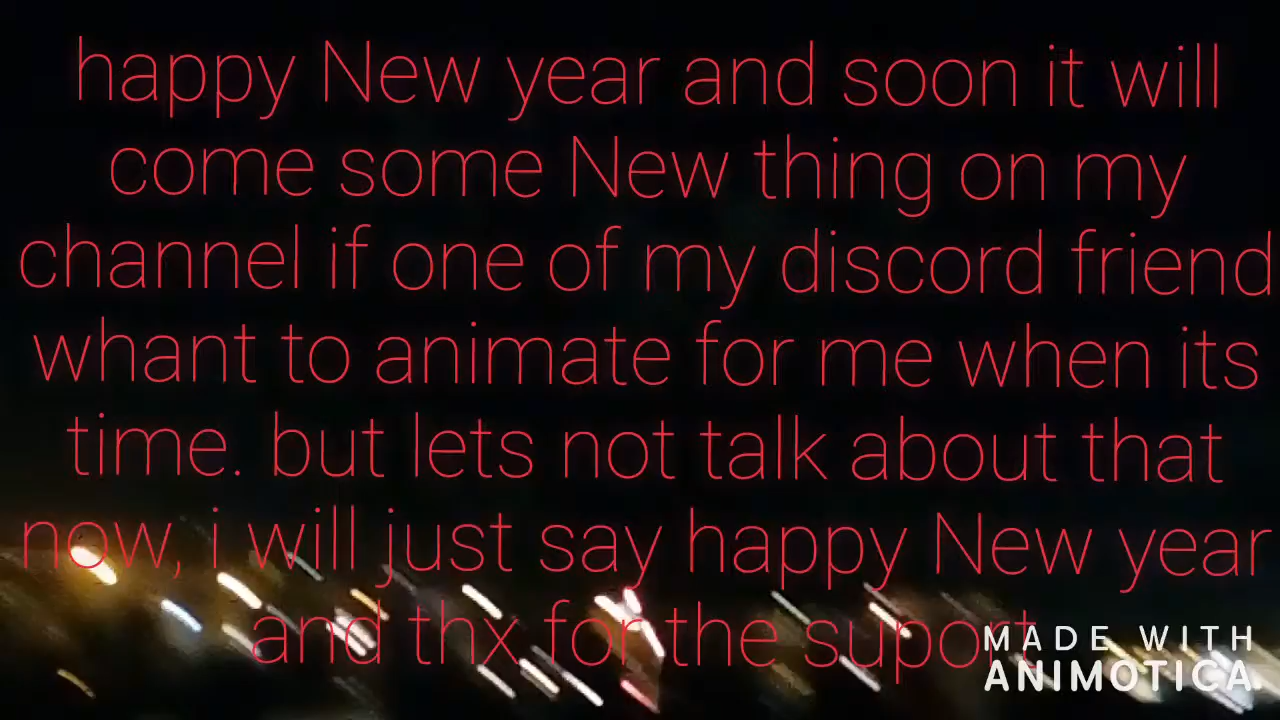 happy New year and soon it will
come some New thing on my
channel if one of my discord friend
whant to animate for me when its
time. but lets not talk about that
now, i will just say happy New year
and thx for the suport
MADE WITH
ANIMOTICA